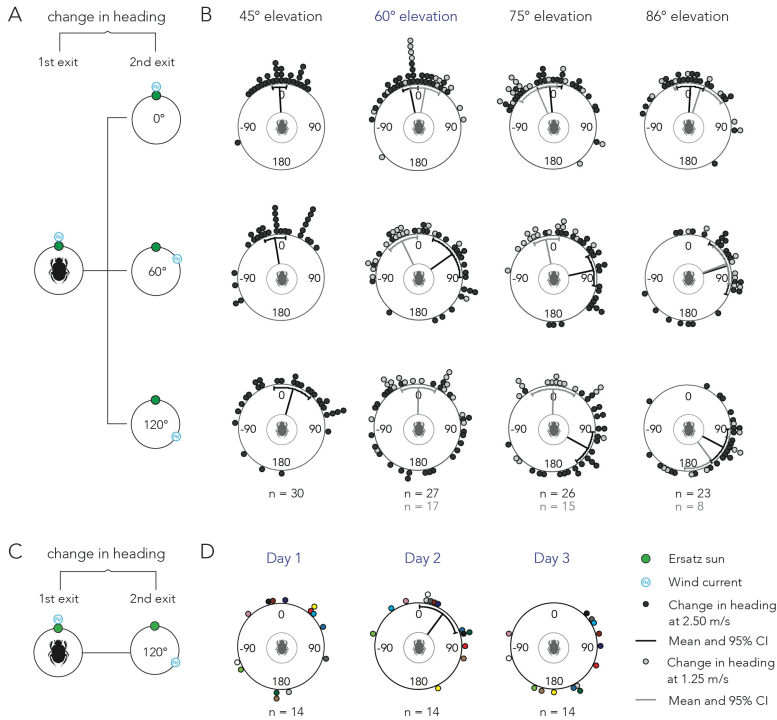 A
change in heading
1st exit
2nd exit
0°
60°
120°
B
45° elevation
60° elevation
75° elevation
86° elevation
0
-90
90
180
0
-90
90
180
0
-90
90
180
0
-90
90
180
0
-90
90
180
0
-90
90
180
0
-90
90
180
0
-90
90
180
0
-90
90
180
n = 30
0
-90
90
180
n = 27
n = 17
0
-90
90
180
n = 26
n = 15
0
-90
90
180
n = 23
n = 8
C
change in heading
1st exit
2nd exit
120°
D
Day 1
0
-90
90
180
n = 14
Day 2
0
-90
90
180
n = 14
Day 3
0
-90
90
180
n = 14
Ersatz sun
Wind current
Change in heading
at 2.50 m/s
Mean and 95% CI
Change in heading
at 1.25 m/s
Mean and 95% CI